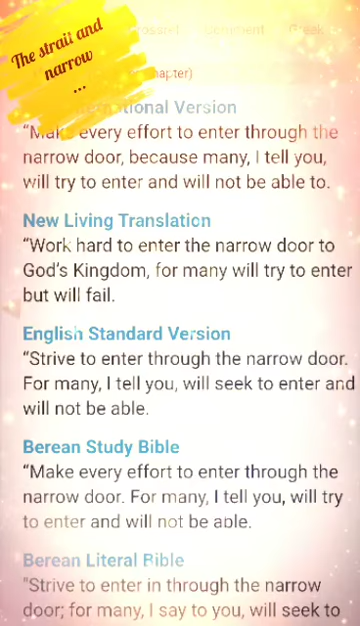 The strait and
narrow
...
Comment Greek
hapter)
tional Version
“Make every effort to enter through the
narrow door, because many, I tell you,
will try to enter and will not be able to.
New Living Translation
“Work hard to enter the narrow door to
God’s Kingdom, for many will try to enter
but will fail.
English Standard Version
“Strive to enter through the narrow door.
For many, I tell you, will seek to enter and
will not be able.
Berean Study Bible
“Make every effort to enter through the
narrow door. For many, I tell you, will try
to enter and will not be able.
Berean Literal Bible
“Strive to enter in through the narrow
door; for many, I say to you, will seek to